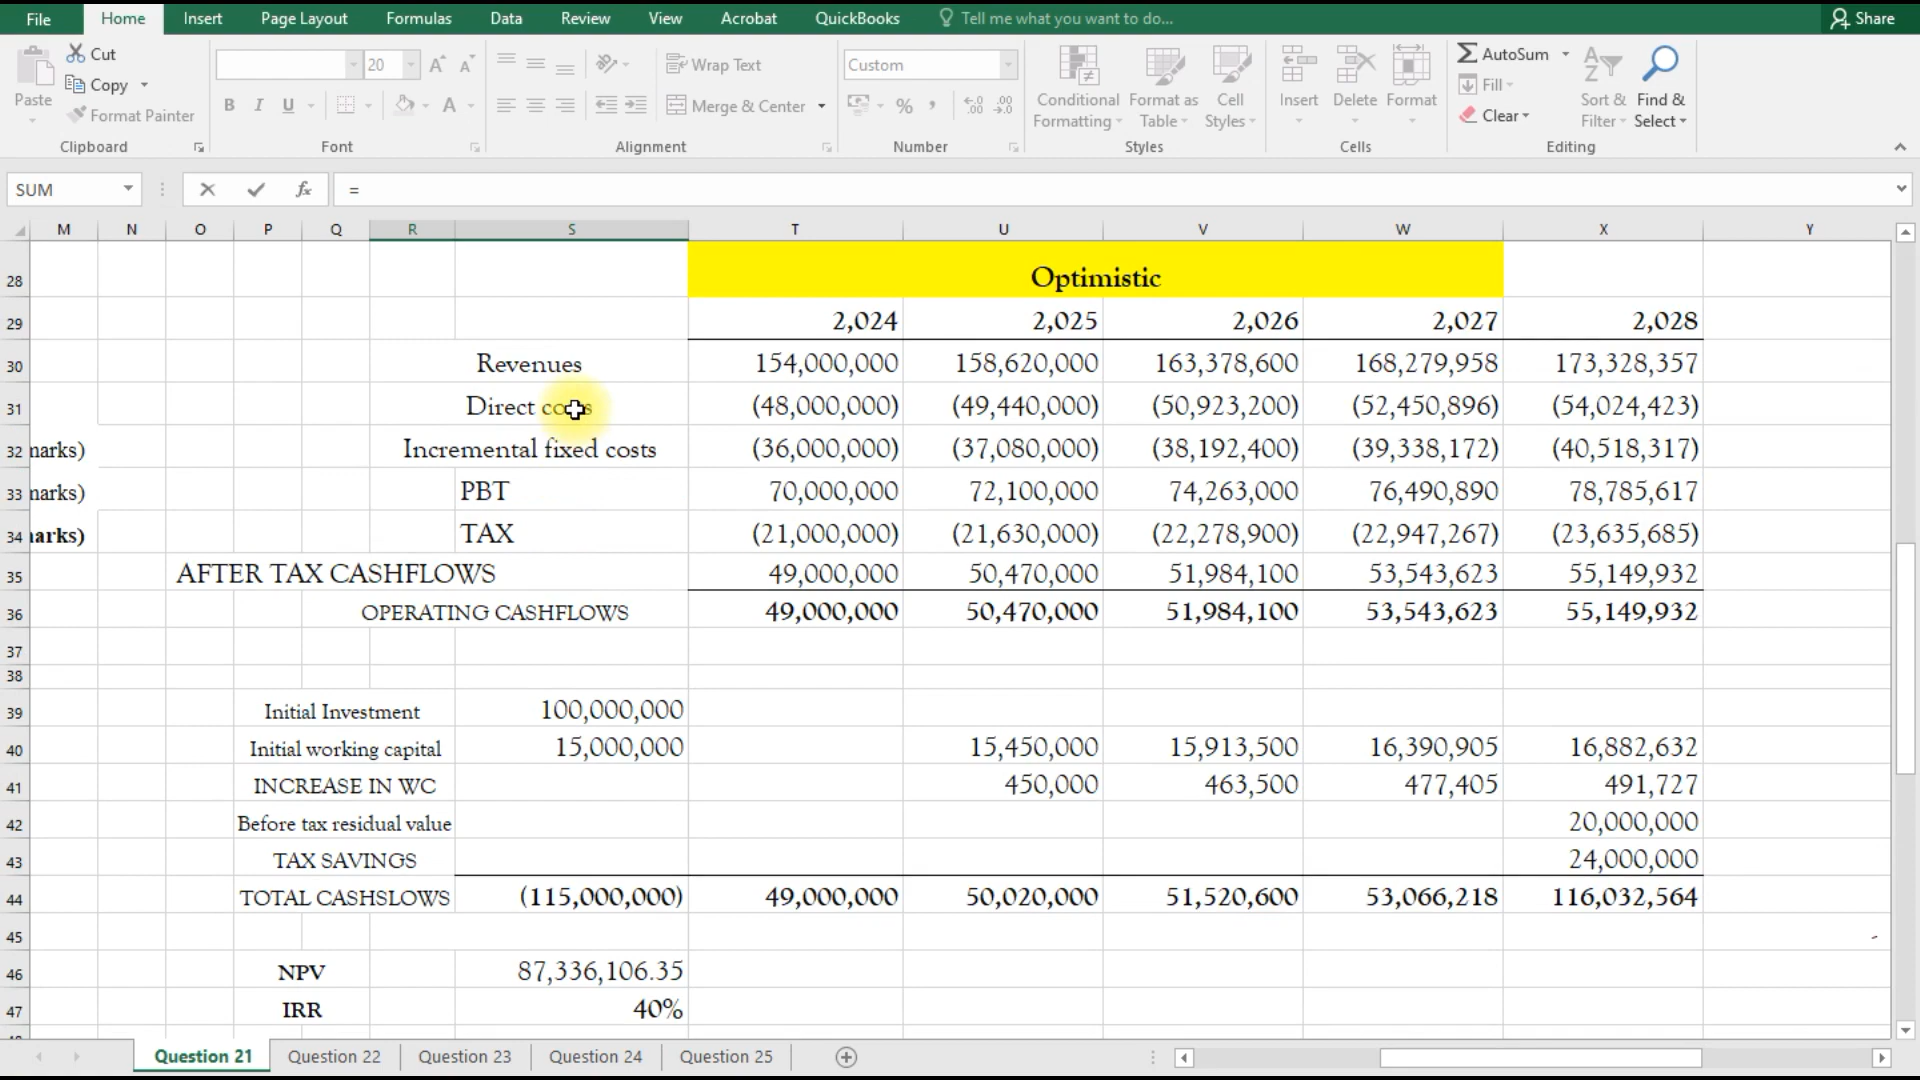 File Home Insert Page Layout Formulas Data Review View Acrobat QuickBooks Tell me what you want to do... Share
Cut
Copy
Format Painter
Paste
Clipboard
20
B I U A
Font
Wrap Text
Merge & Center
Alignment
Custom
%
Number
Conditional Formatting
Format as Table
Cell Styles
Styles
Insert Delete Format
Cells
AutoSum
Fill
Clear
Sort & Filter
Find & Select
Editing
SUM fx =
M N O P Q R S T U V W X Y
28 Optimistic
29 2,024 2,025 2,026 2,027 2,028
30 Revenues 154,000,000 158,620,000 163,378,600 168,279,958 173,328,357
31 Direct costs (48,000,000) (49,440,000) (50,923,200) (52,450,896) (54,024,423)
32 narks) Incremental fixed costs (36,000,000) (37,080,000) (38,192,400) (39,338,172) (40,518,317)
33 narks) PBT 70,000,000 72,100,000 74,263,000 76,490,890 78,785,617
34 arks) TAX (21,000,000) (21,630,000) (22,278,900) (22,947,267) (23,635,685)
35 AFTER TAX CASHFLOWS 49,000,000 50,470,000 51,984,100 53,543,623 55,149,932
36 OPERATING CASHFLOWS 49,000,000 50,470,000 51,984,100 53,543,623 55,149,932
37
38
39 Initial Investment 100,000,000
40 Initial working capital 15,000,000 15,450,000 15,913,500 16,390,905 16,882,632
41 INCREASE IN WC 450,000 463,500 477,405 491,727
42 Before tax residual value 20,000,000
43 TAX SAVINGS 24,000,000
44 TOTAL CASHSLOWS (115,000,000) 49,000,000 50,020,000 51,520,600 53,066,218 116,032,564
45 -
46 NPV 87,336,106.35
47 IRR 40%
Question 21 Question 22 Question 23 Question 24 Question 25